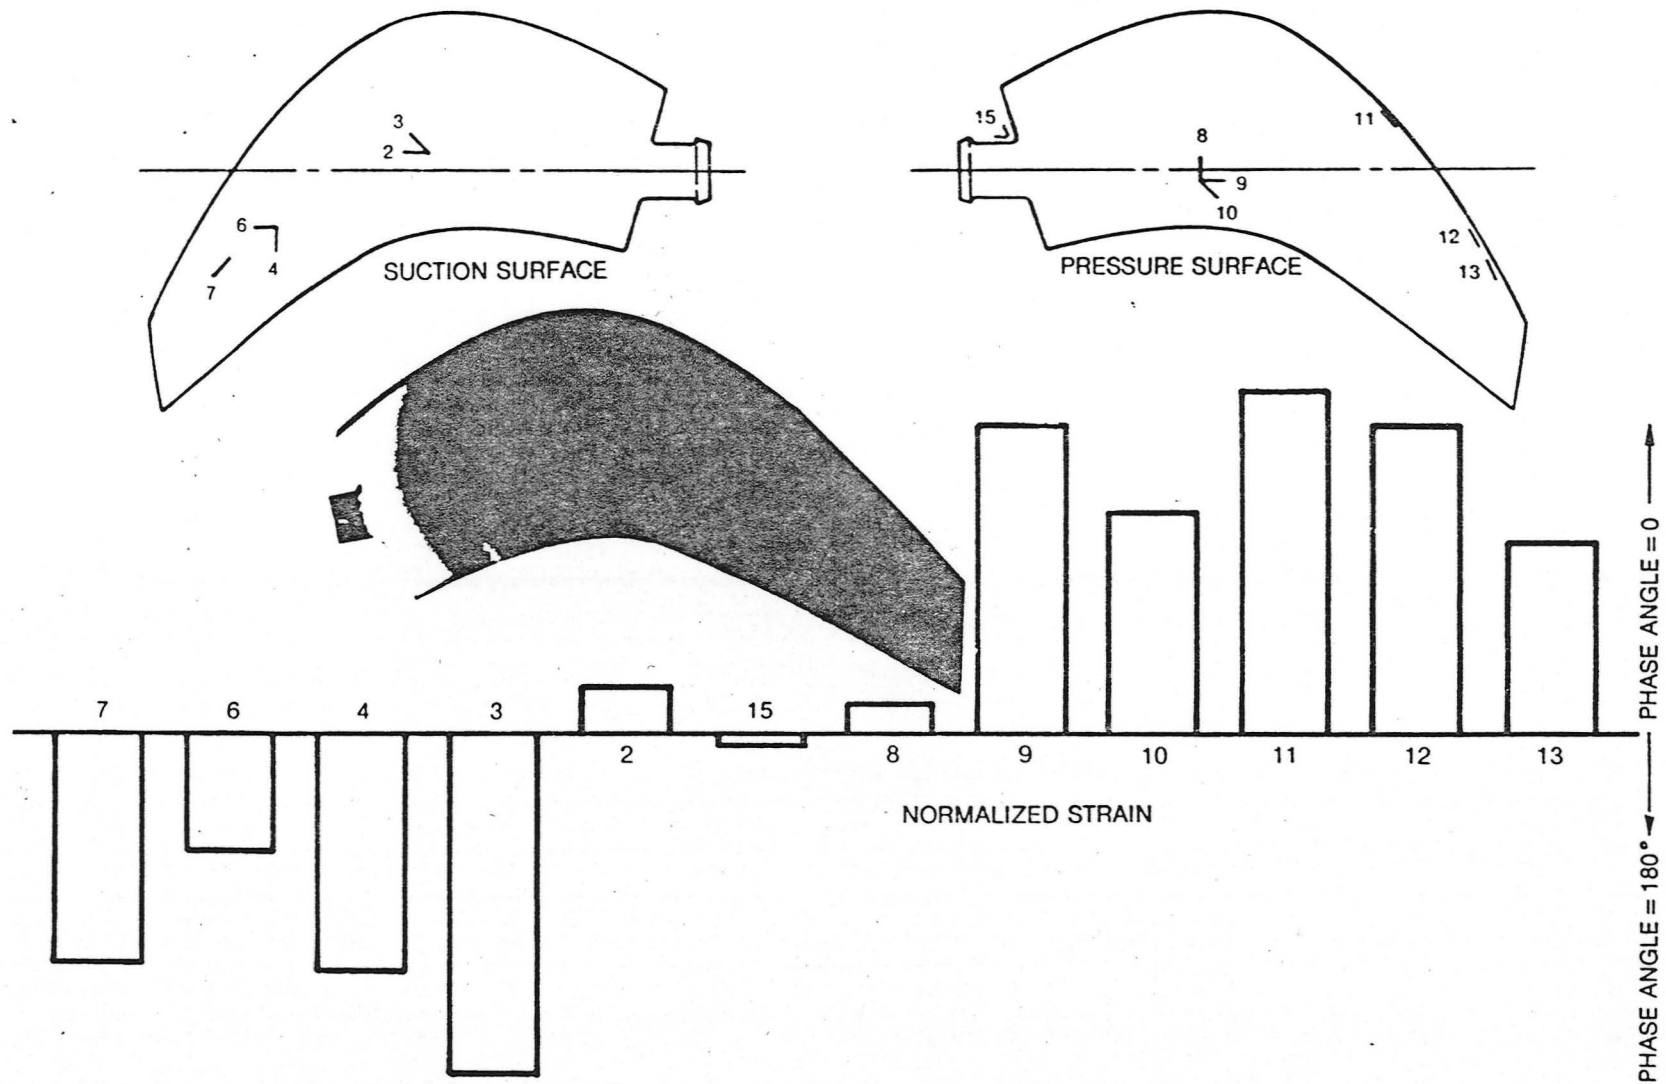 3
2
6
4
7
SUCTION SURFACE
15
8
9
10
11
12
13
PRESSURE SURFACE
7 6 4 3 15
2 8 9 10 11 12 13
NORMALIZED STRAIN
PHASE ANGLE = 0
PHASE ANGLE = 180°